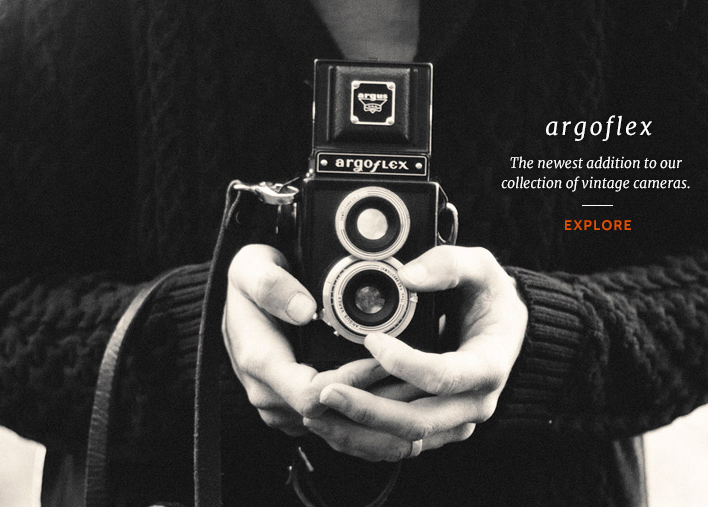 argus
argoflex
argoflex
The newest addition to our
collection of vintage cameras.
EXPLORE